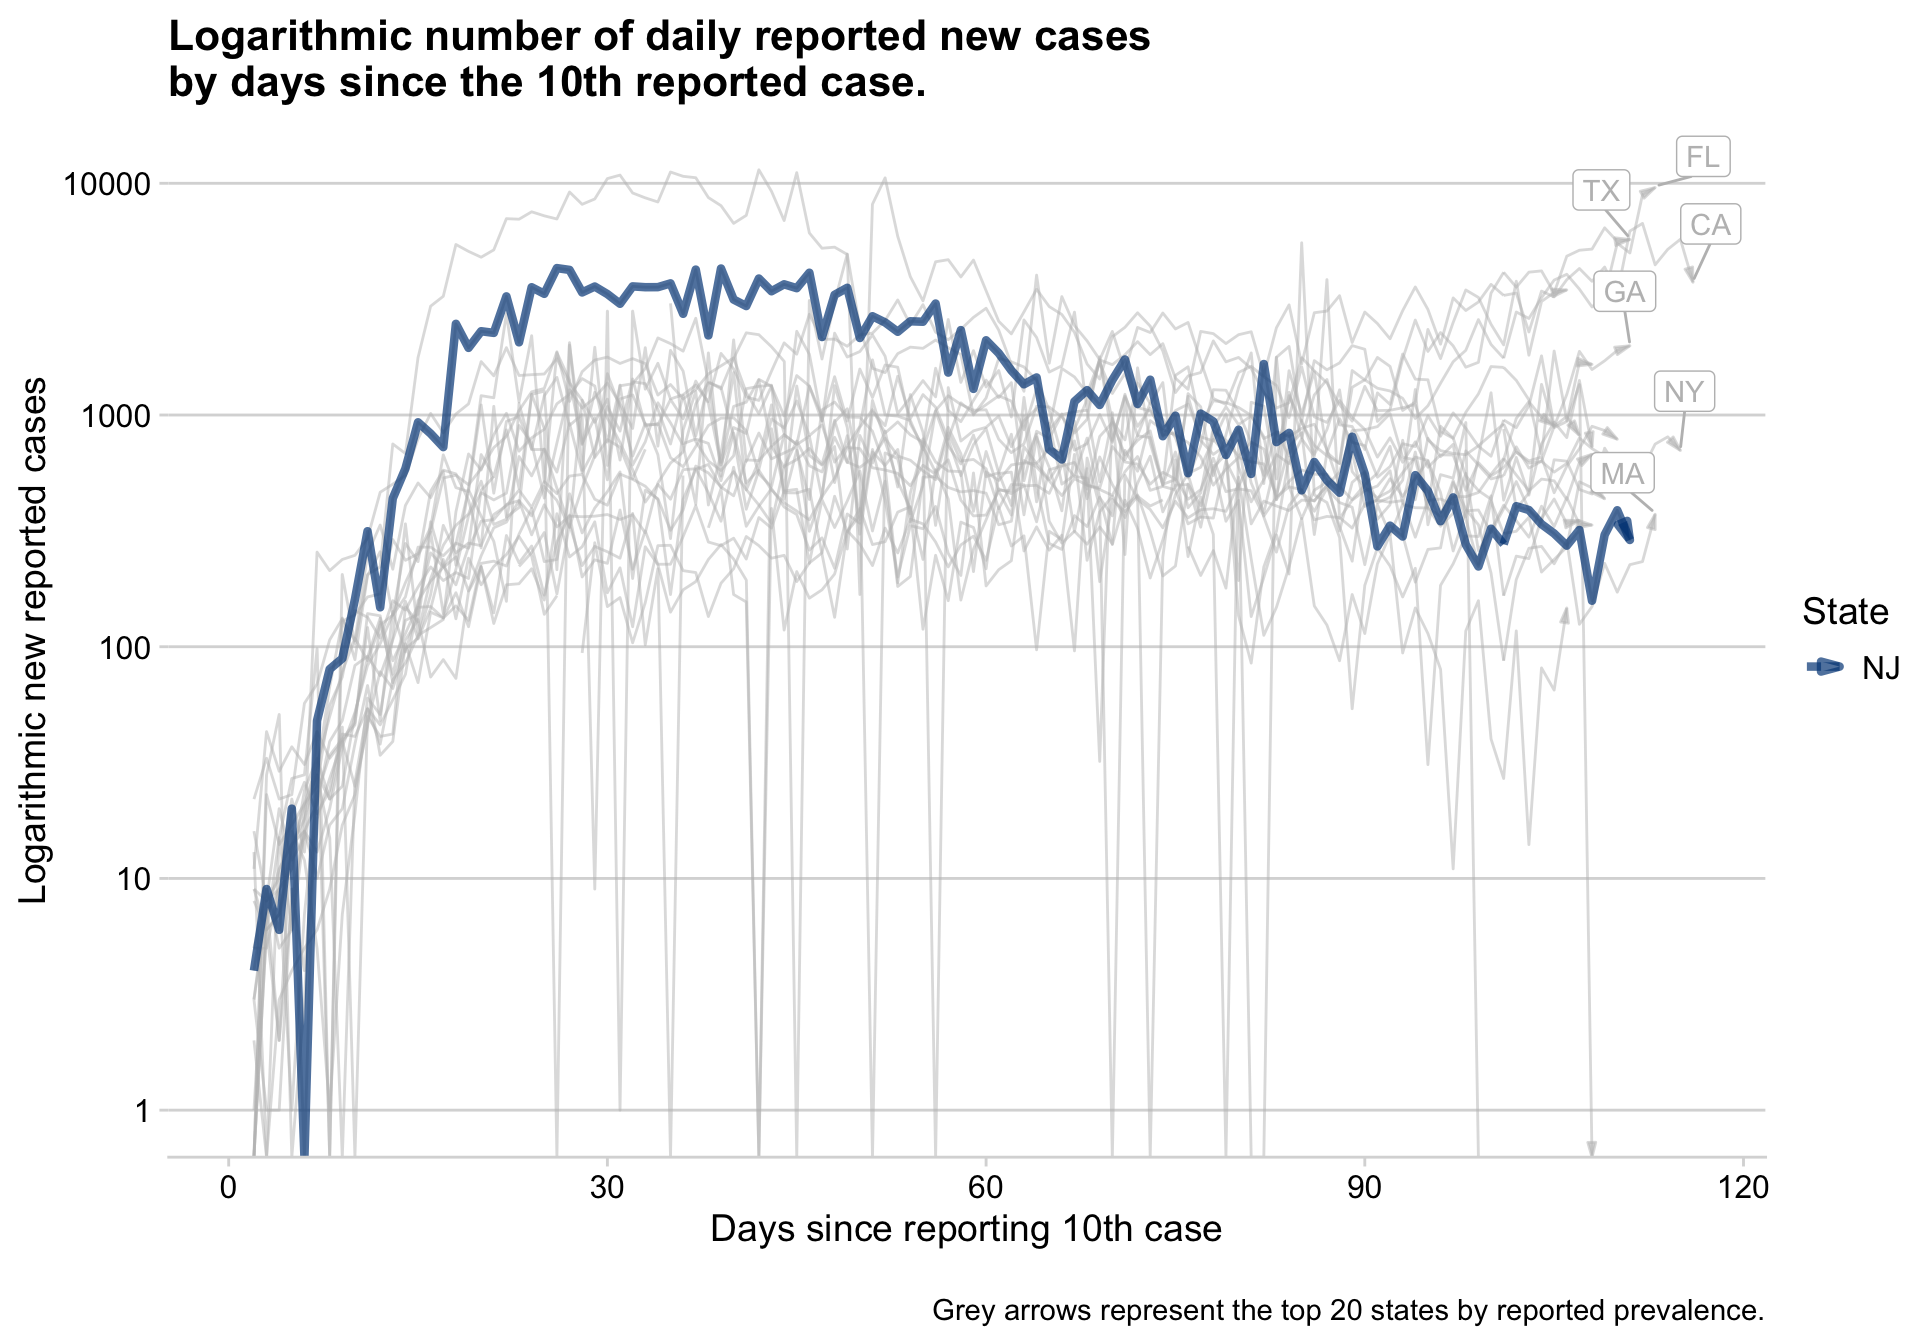 Logarithmic number of daily reported new cases
by days since the 10th reported case.
Logarithmic new reported cases
10000
1000
100
10
1
FL
TX
CA
GA
NY
MA
State
NJ
0
30
60
90
120
Days since reporting 10th case
Grey arrows represent the top 20 states by reported prevalence.